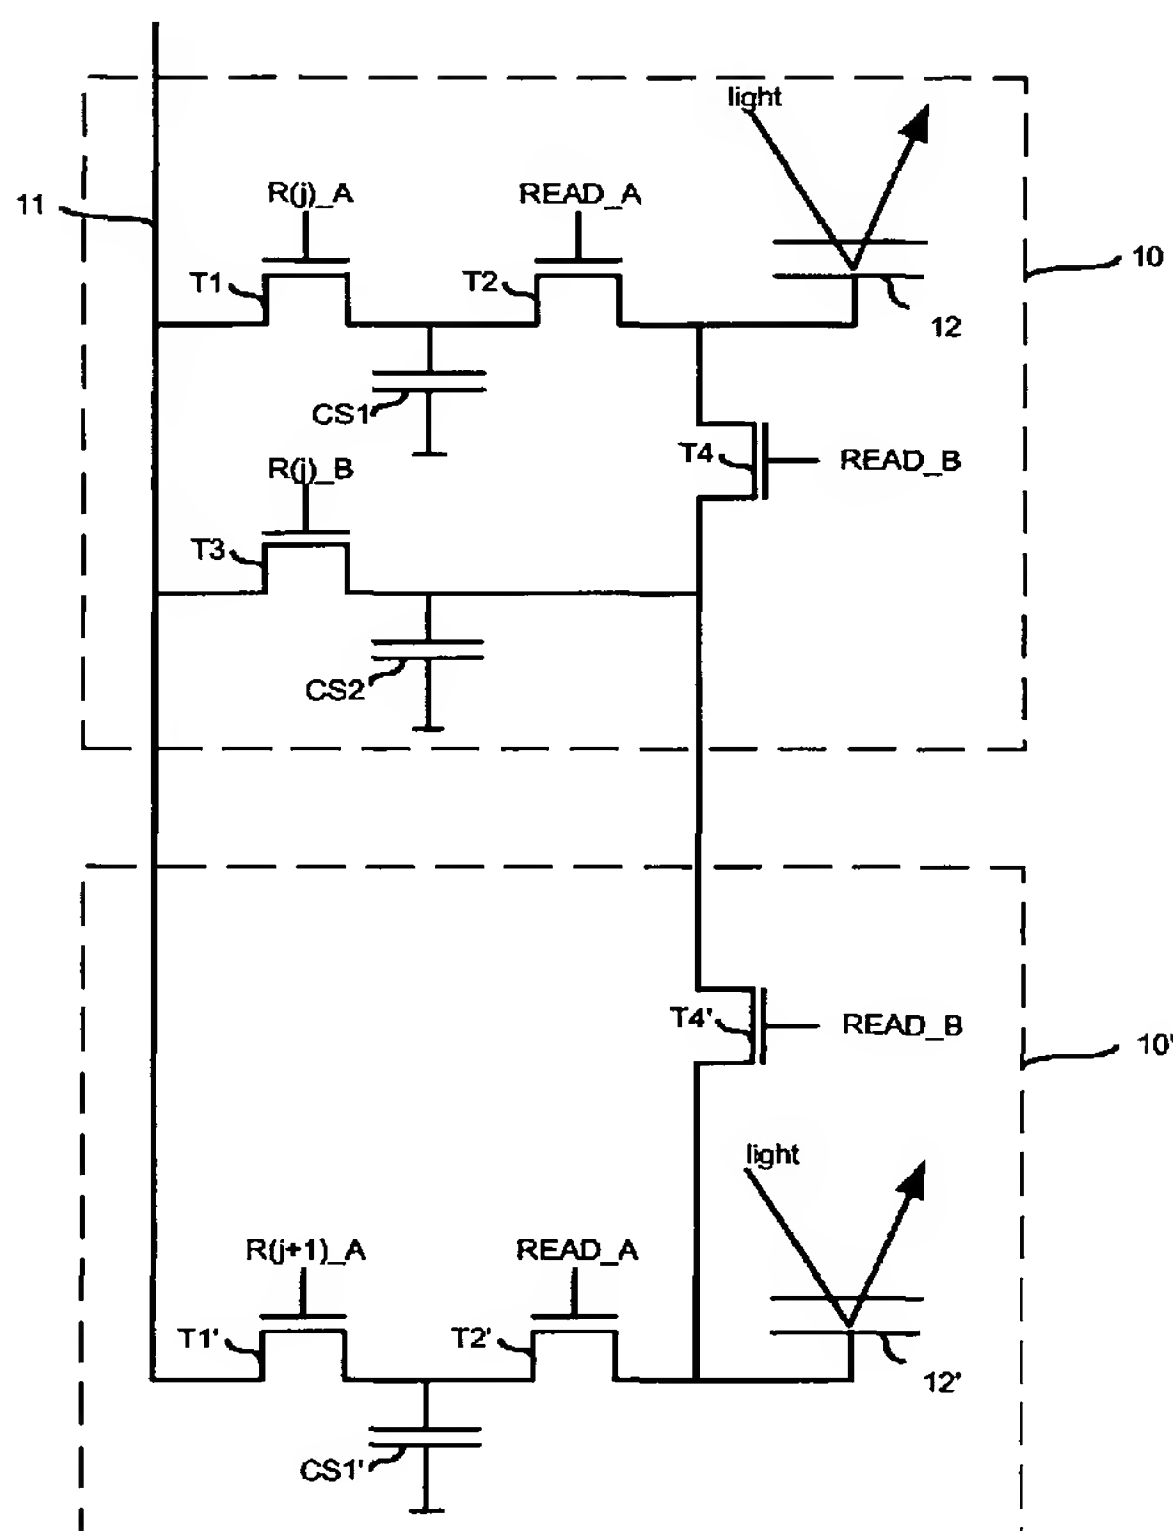 light
11
R(j)_A
READ_A
10
T1
T2
12
CS1
T4
READ_B
R(j)_B
T3
CS2
T4'
READ_B
10'
light
R(j+1)_A
READ_A
T1'
T2'
12'
CS1'